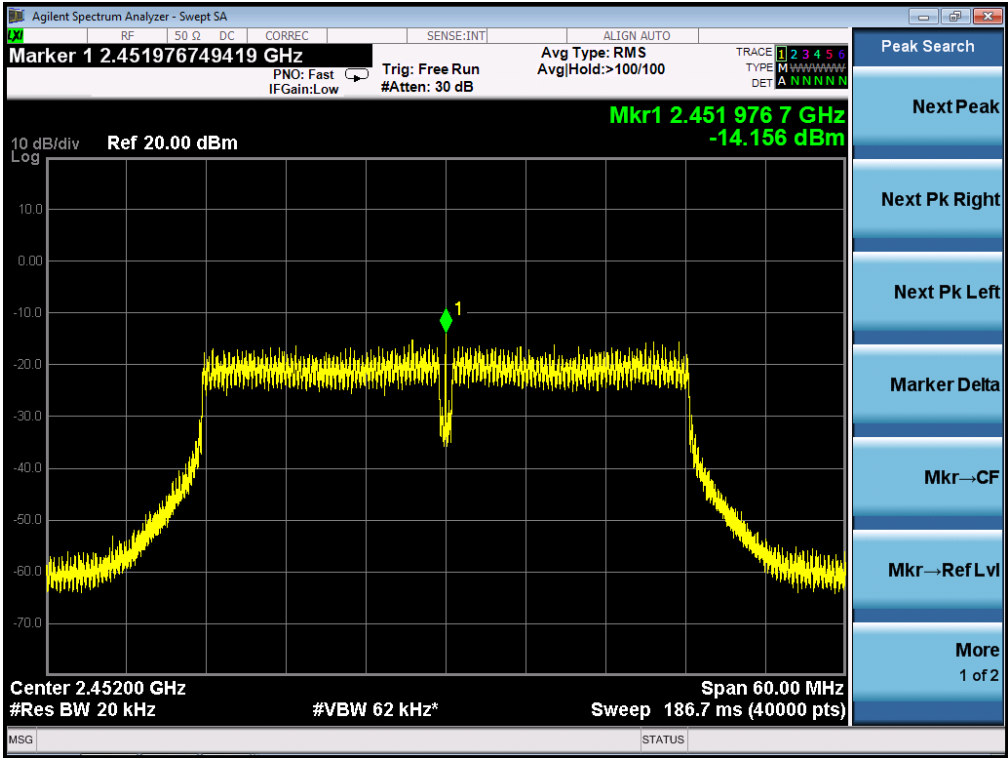 Agilent Spectrum Analyzer - Swept SA
LXI RF 50 Ω DC CORREC SENSE:INT ALIGN AUTO
Marker 1 2.451976749419 GHz
PNO: Fast
IFGain:Low
Trig: Free Run
#Atten: 30 dB
Avg Type: RMS
Avg|Hold:>100/100
TRACE 1 2 3 4 5 6
TYPE M WWWWW
DET A N N N N N
Mkr1 2.451 976 7 GHz
-14.156 dBm
10 dB/div Ref 20.00 dBm
Log
10.0
0.00
-10.0
-20.0
-30.0
-40.0
-50.0
-60.0
-70.0
1
Center 2.45200 GHz Span 60.00 MHz
#Res BW 20 kHz #VBW 62 kHz* Sweep 186.7 ms (40000 pts)
MSG STATUS
Peak Search
Next Peak
Next Pk Right
Next Pk Left
Marker Delta
Mkr→CF
Mkr→Ref Lvl
More
1 of 2